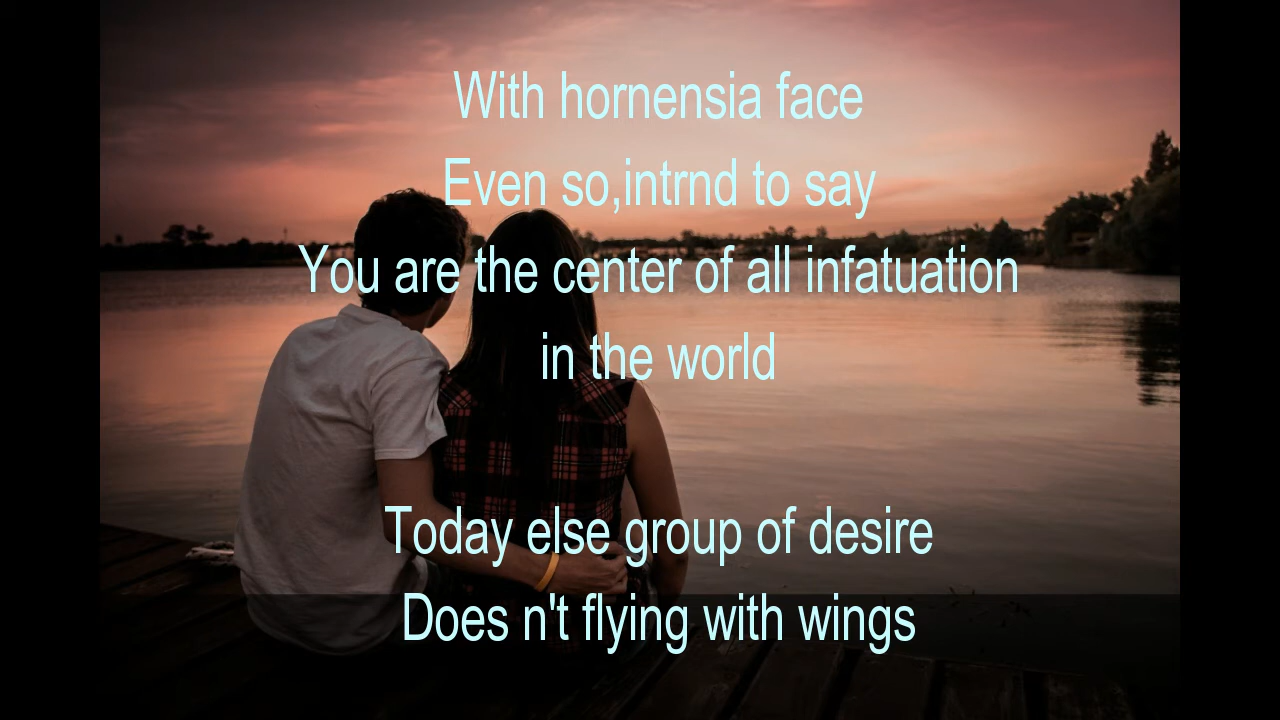 With hornensia face
Even so,intrnd to say
You are the center of all infatuation
in the world
Today else group of desire
Does n't flying with wings